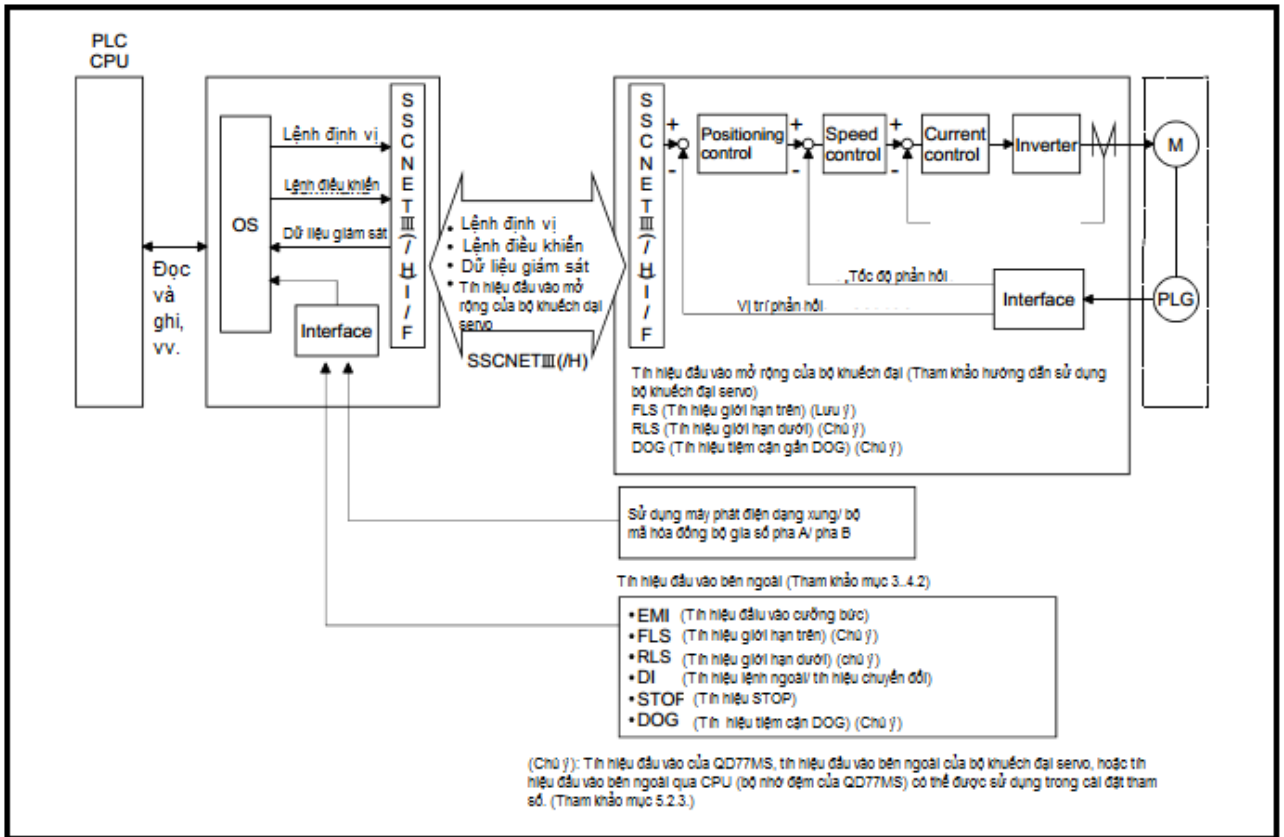 PLC
CPU
OS
Lệnh định vị
Lệnh điều khiển
Dữ liệu giám sát
Interface
SSCNETⅢ(/H)I/F
Đọc
và
ghi,
vv.
• Lệnh định vị
• Lệnh điều khiển
• Dữ liệu giám sát
• Tín hiệu đầu vào mở
rộng của bộ khuếch đại
servo
SSCNETⅢ(/H)
SSCNETⅢ(/H)I/F
+
-
Positioning
control
+
-
Speed
control
+
-
Current
control
Inverter
M
Tốc độ phản hồi
Vị trí phản hồi
Interface
PLG
Tín hiệu đầu vào mở rộng của bộ khuếch đại (Tham khảo hướng dẫn sử dụng
bộ khuếch đại servo)
FLS (Tín hiệu giới hạn trên) (Lưu ý)
RLS (Tín hiệu giới hạn dưới) (Chú ý)
DOG (Tín hiệu tiệm cận gần DOG) (Chú ý)
Sử dụng máy phát điện dạng xung/ bộ
mã hóa đồng bộ gia số pha A/ pha B
Tín hiệu đầu vào bên ngoài (Tham khảo mục 3..4.2)
•EMI (Tín hiệu đầu vào cưỡng bức)
•FLS (Tín hiệu giới hạn trên) (Chú ý)
•RLS (Tín hiệu giới hạn dưới) (chú ý)
•DI (Tín hiệu lệnh ngoài/ tín hiệu chuyển đổi)
•STOP (Tín hiệu STOP)
•DOG (Tín hiệu tiệm cận DOG) (Chú ý)
(Chú ý): Tín hiệu đầu vào của QD77MS, tín hiệu đầu vào bên ngoài của bộ khuếch đại servo, hoặc tín
hiệu đầu vào bên ngoài qua CPU (bộ nhớ đệm của QD77MS) có thể được sử dụng trong cài đặt tham
số. (Tham khảo mục 5.2.3.)